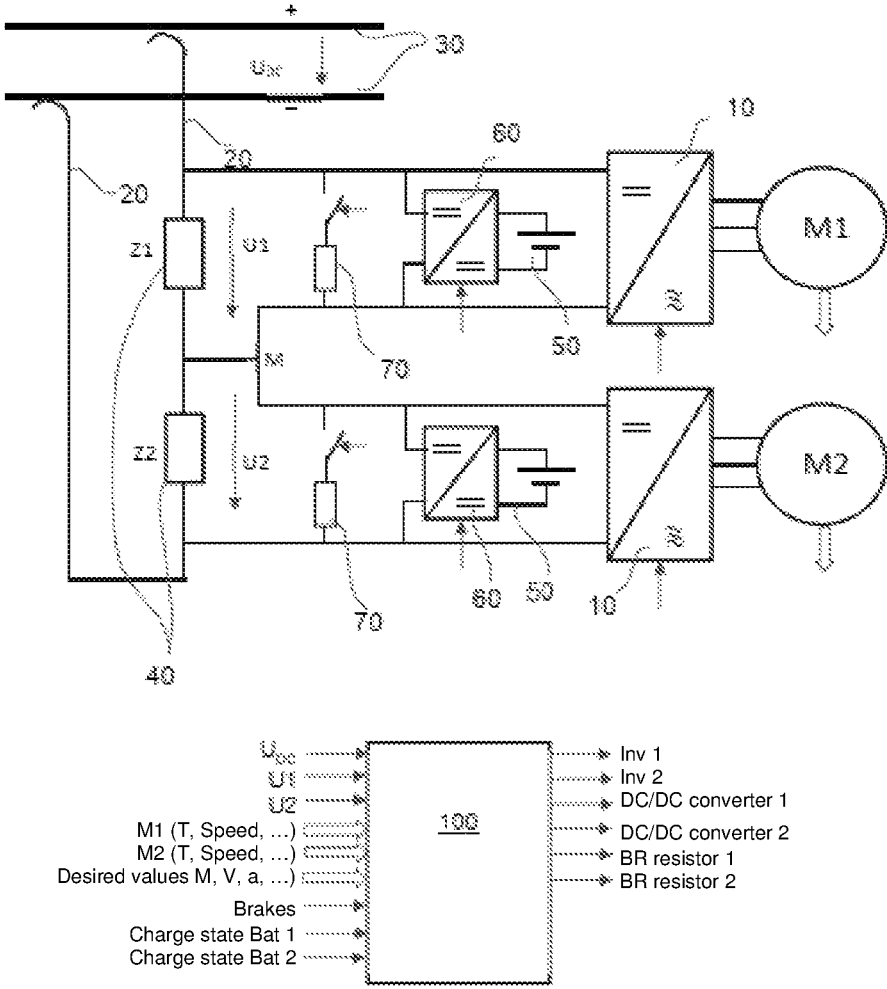 +
30
U_DC
−
10
60
20
20
Z1
U1
M1
50
70
M
Z2
U2
M2
60
50
10
70
40
U_DC
U1
U2
M1 (T, Speed, ...)
M2 (T, Speed, ...)
Desired values M, V, a, ...)
Brakes
Charge state Bat 1
Charge state Bat 2
100
Inv 1
Inv 2
DC/DC converter 1
DC/DC converter 2
BR resistor 1
BR resistor 2